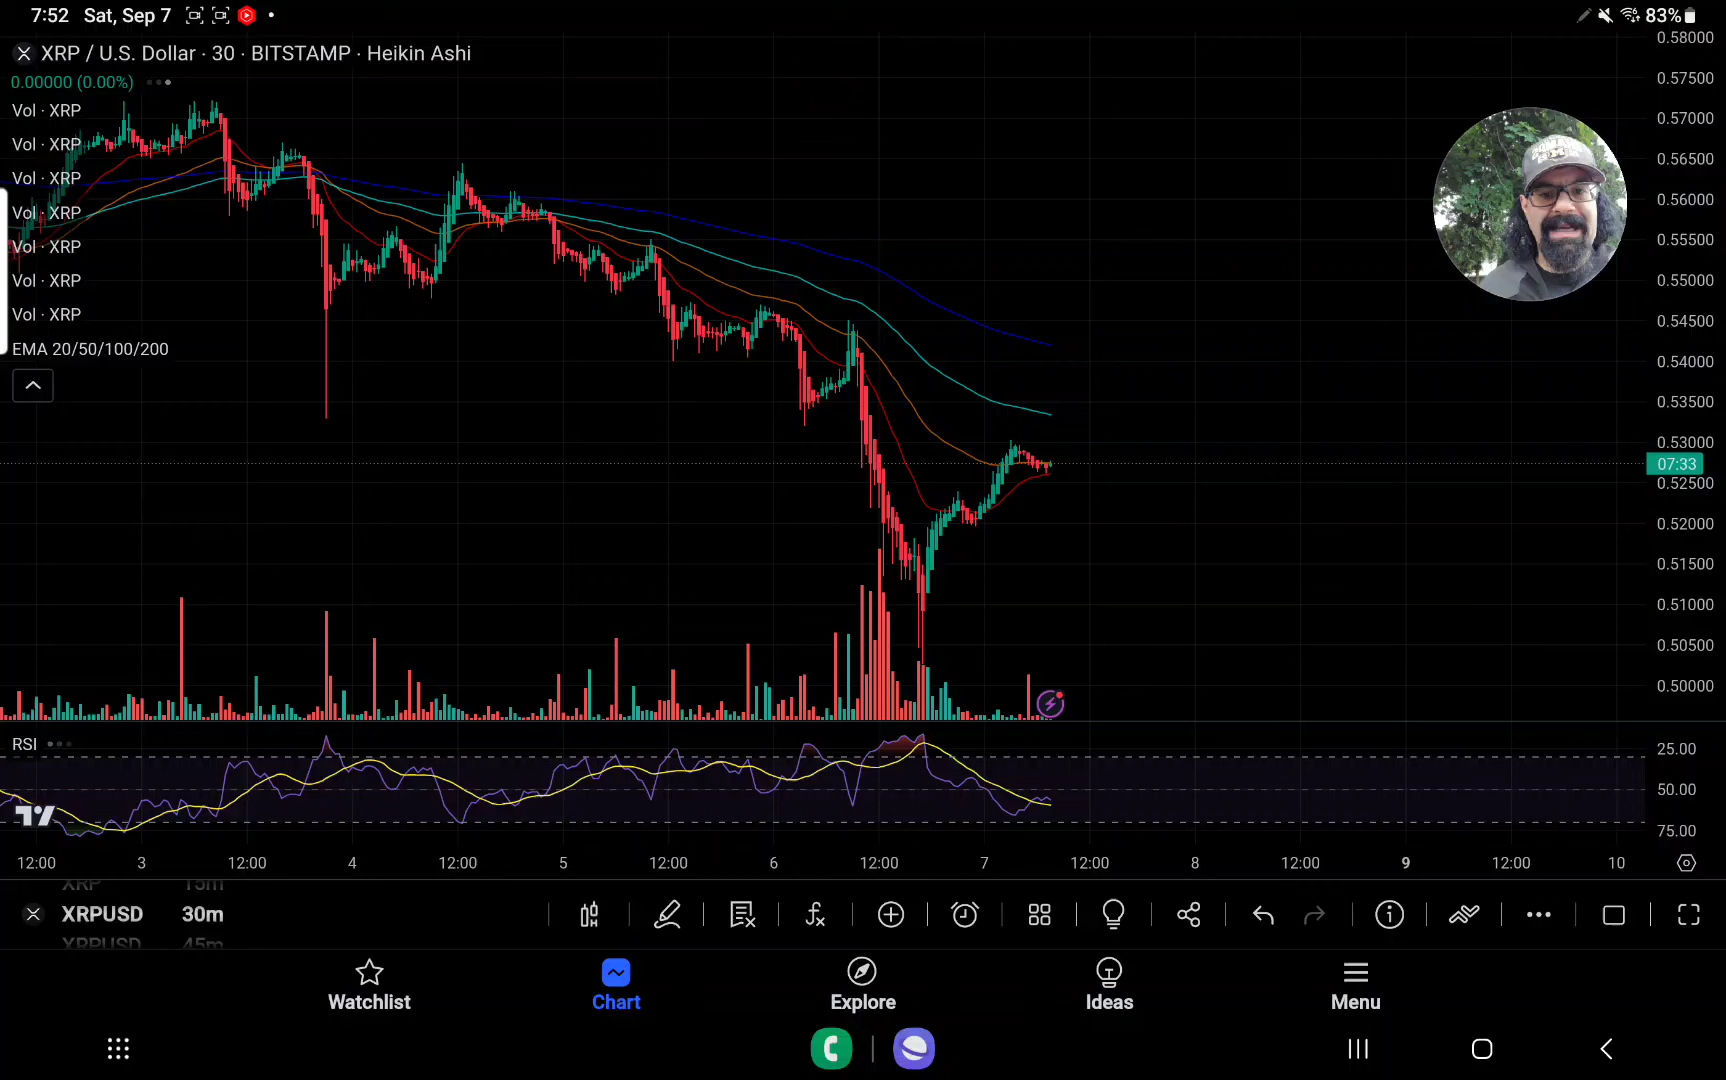 7:52 Sat, Sep 7 83%
XRP / U.S. Dollar · 30 · BITSTAMP · Heikin Ashi
0.00000 (0.00%)
Vol · XRP
Vol · XRP
Vol · XRP
Vol · XRP
Vol · XRP
Vol · XRP
Vol · XRP
EMA 20/50/100/200
0.58000
0.57500
0.57000
0.56500
0.56000
0.55500
0.55000
0.54500
0.54000
0.53500
0.53000
07:33
0.52500
0.52000
0.51500
0.51000
0.50500
0.50000
RSI
25.00
50.00
75.00
12:00 3 12:00 4 12:00 5 12:00 6 12:00 7 12:00 8 12:00 9 12:00 10
XRP 15m
XRPUSD 30m
XRPUSD 45m
Watchlist Chart Explore Ideas Menu